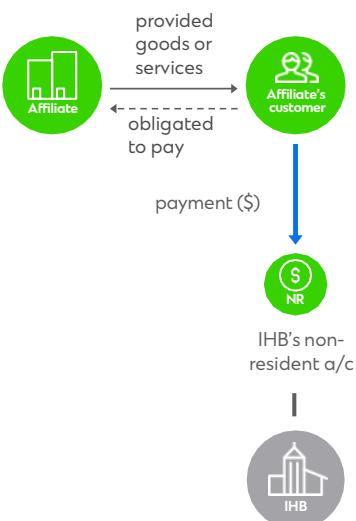 provided
goods or
services
Affiliate
Affiliate's
customer
obligated
to pay
payment ($)
$
NR
IHB's non-
resident a/c
IHB